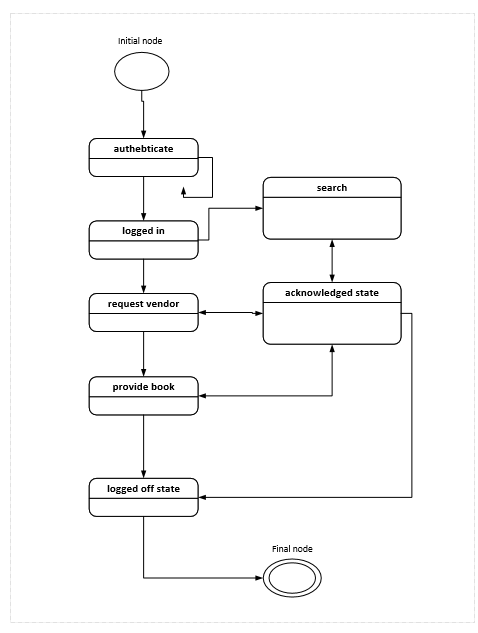 Initial node
authebticate
search
logged in
acknowledged state
request vendor
provide book
logged off state
Final node